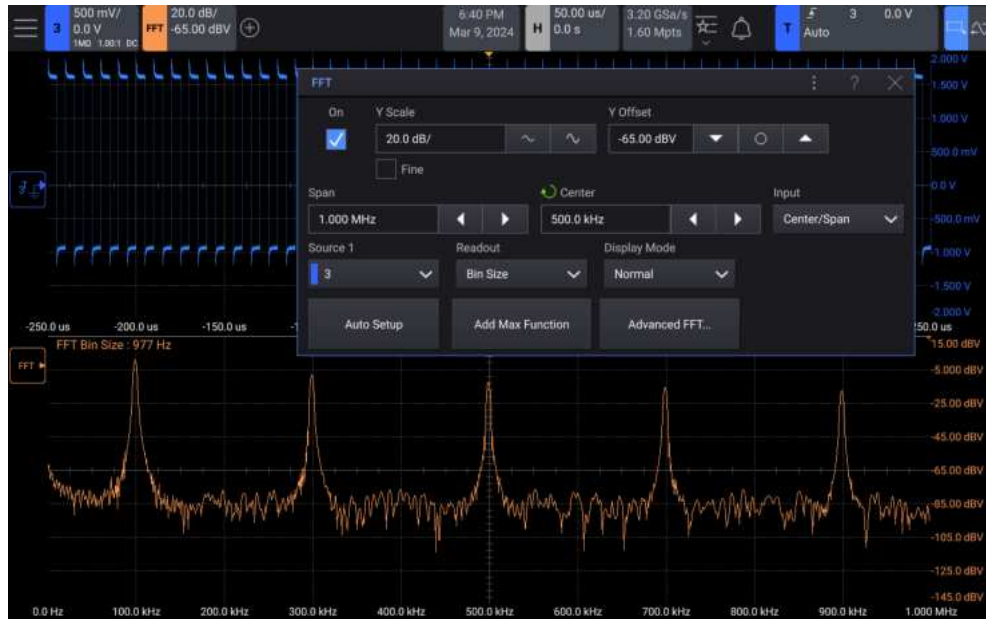 500 mV/
3
0.0 V
1MΩ 1.00:1 DC
20.0 dB/
FFT
-65.00 dBV
6:40 PM
Mar 9, 2024
H
50.00 us/
0.0 s
3.20 GSa/s
1.60 Mpts
T
3
0.0 V
Auto
2.000 V
1.500 V
1.000 V
500.0 mV
0.0 V
-500.0 mV
-1.000 V
-1.500 V
-2.000 V
FFT
?
On
Y Scale
Y Offset
20.0 dB/
-65.00 dBV
Fine
Span
Center
Input
1.000 MHz
500.0 kHz
Center/Span
Source 1
Readout
Display Mode
3
Bin Size
Normal
Auto Setup
Add Max Function
Advanced FFT...
-250.0 us
-200.0 us
-150.0 us
FFT Bin Size : 977 Hz
FFT
15.00 dBV
-5.000 dBV
-25.00 dBV
-45.00 dBV
-65.00 dBV
-85.00 dBV
-105.0 dBV
-125.0 dBV
-145.0 dBV
0.0 Hz
100.0 kHz
200.0 kHz
300.0 kHz
400.0 kHz
500.0 kHz
600.0 kHz
700.0 kHz
800.0 kHz
900.0 kHz
1.000 MHz